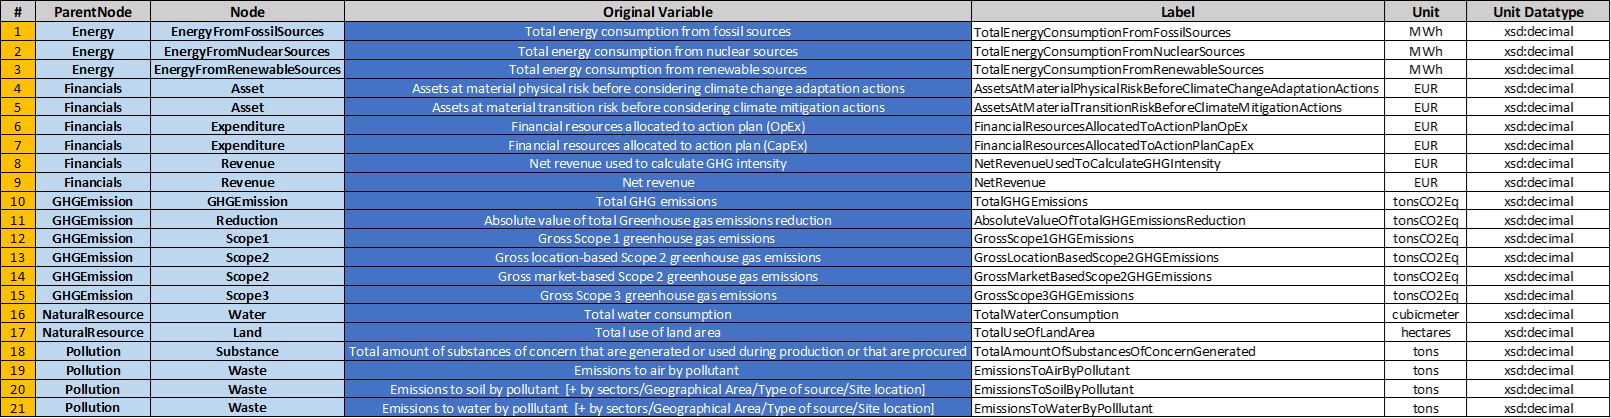 # ParentNode Node Original Variable Label Unit Unit Datatype
1 Energy EnergyFromFossilSources Total energy consumption from fossil sources TotalEnergyConsumptionFromFossilSources MWh xsd:decimal
2 Energy EnergyFromNuclearSources Total energy consumption from nuclear sources TotalEnergyConsumptionFromNuclearSources MWh xsd:decimal
3 Energy EnergyFromRenewableSources Total energy consumption from renewable sources TotalEnergyConsumptionFromRenewableSources MWh xsd:decimal
4 Financials Asset Assets at material physical risk before considering climate change adaptation actions AssetsAtMaterialPhysicalRiskBeforeClimateChangeAdaptationActions EUR xsd:decimal
5 Financials Asset Assets at material transition risk before considering climate mitigation actions AssetsAtMaterialTransitionRiskBeforeClimateMitigationActions EUR xsd:decimal
6 Financials Expenditure Financial resources allocated to action plan (OpEx) FinancialResourcesAllocatedToActionPlanOpEx EUR xsd:decimal
7 Financials Expenditure Financial resources allocated to action plan (CapEx) FinancialResourcesAllocatedToActionPlanCapEx EUR xsd:decimal
8 Financials Revenue Net revenue used to calculate GHG intensity NetRevenueUsedToCalculateGHGIntensity EUR xsd:decimal
9 Financials Revenue Net revenue NetRevenue EUR xsd:decimal
10 GHGEmission GHGEmission Total GHG emissions TotalGHGEmissions tonsCO2Eq xsd:decimal
11 GHGEmission Reduction Absolute value of total Greenhouse gas emissions reduction AbsoluteValueOfTotalGHGEmissionsReduction tonsCO2Eq xsd:decimal
12 GHGEmission Scope1 Gross Scope 1 greenhouse gas emissions GrossScope1GHGEmissions tonsCO2Eq xsd:decimal
13 GHGEmission Scope2 Gross location-based Scope 2 greenhouse gas emissions GrossLocationBasedScope2GHGEmissions tonsCO2Eq xsd:decimal
14 GHGEmission Scope2 Gross market-based Scope 2 greenhouse gas emissions GrossMarketBasedScope2GHGEmissions tonsCO2Eq xsd:decimal
15 GHGEmission Scope3 Gross Scope 3 greenhouse gas emissions GrossScope3GHGEmissions tonsCO2Eq xsd:decimal
16 NaturalResource Water Total water consumption TotalWaterConsumption cubicmeter xsd:decimal
17 NaturalResource Land Total use of land area TotalUseOfLandArea hectares xsd:decimal
18 Pollution Substance Total amount of substances of concern that are generated or used during production or that are procured TotalAmountOfSubstancesOfConcernGenerated tons xsd:decimal
19 Pollution Waste Emissions to air by pollutant EmissionsToAirByPollutant tons xsd:decimal
20 Pollution Waste Emissions to soil by pollutant [+ by sectors/Geographical Area/Type of source/Site location] EmissionsToSoilByPollutant tons xsd:decimal
21 Pollution Waste Emissions to water by polllutant [+ by sectors/Geographical Area/Type of source/Site location] EmissionsToWaterByPolllutant tons xsd:decimal